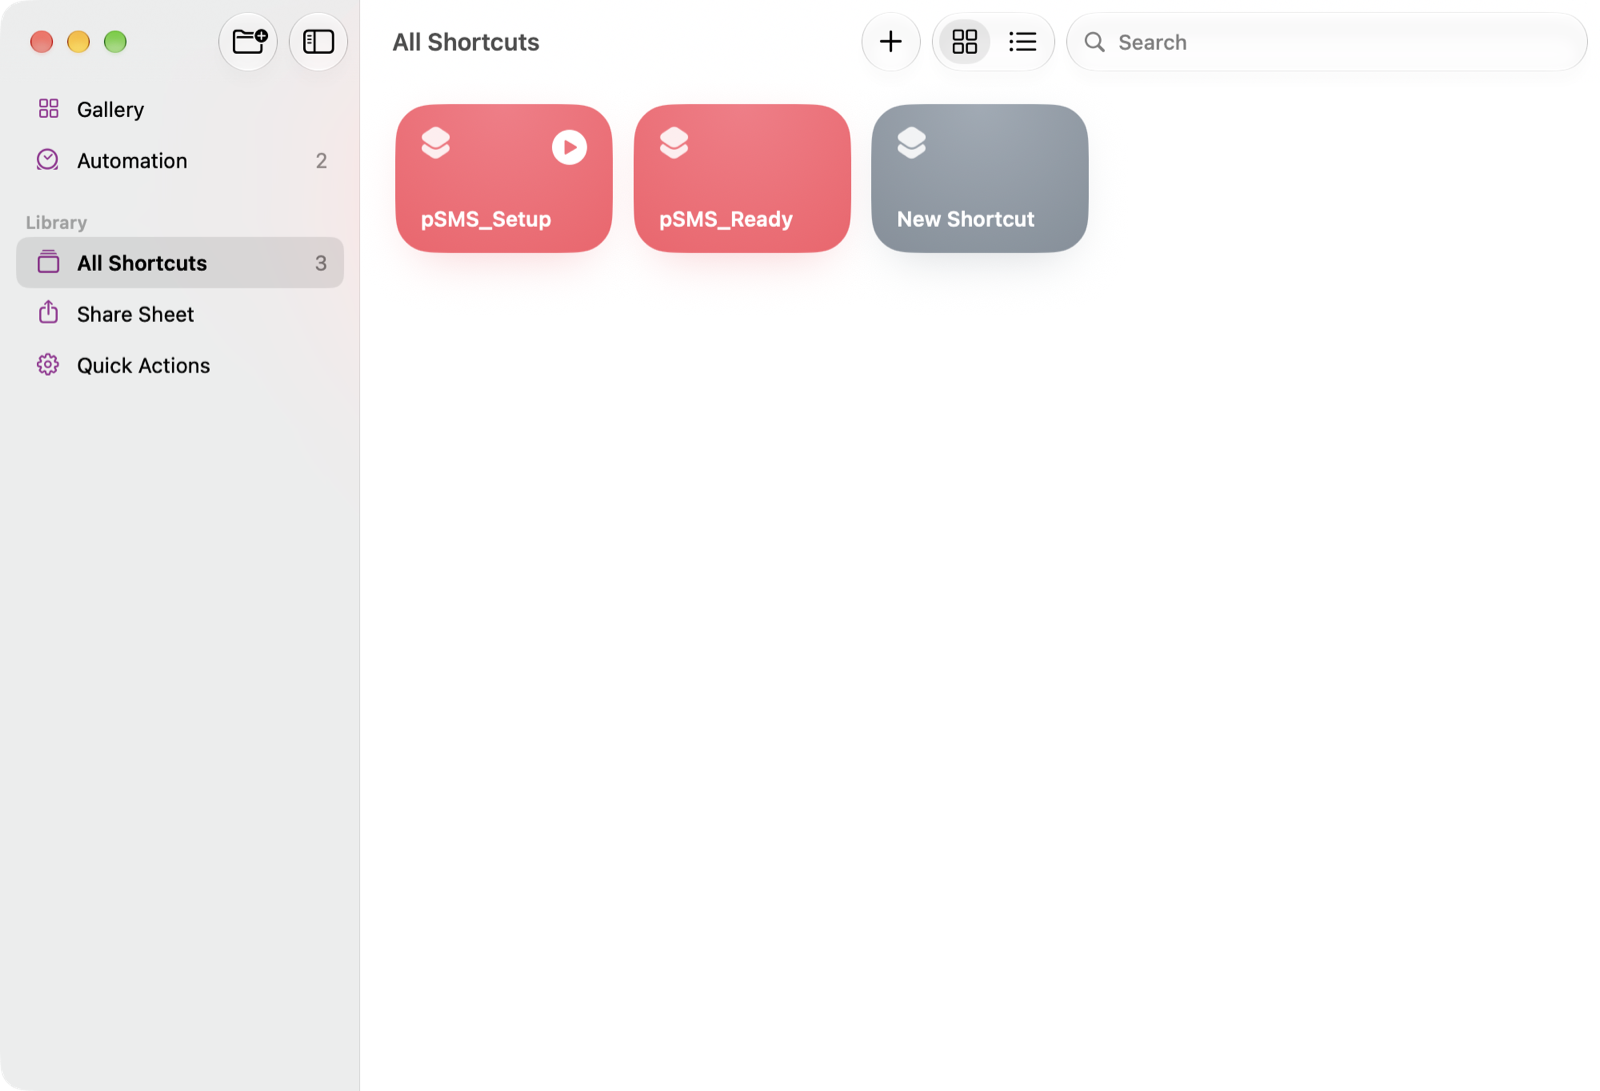 All Shortcuts
Search
Gallery
Automation 2
Library
All Shortcuts 3
Share Sheet
Quick Actions
pSMS_Setup
pSMS_Ready
New Shortcut